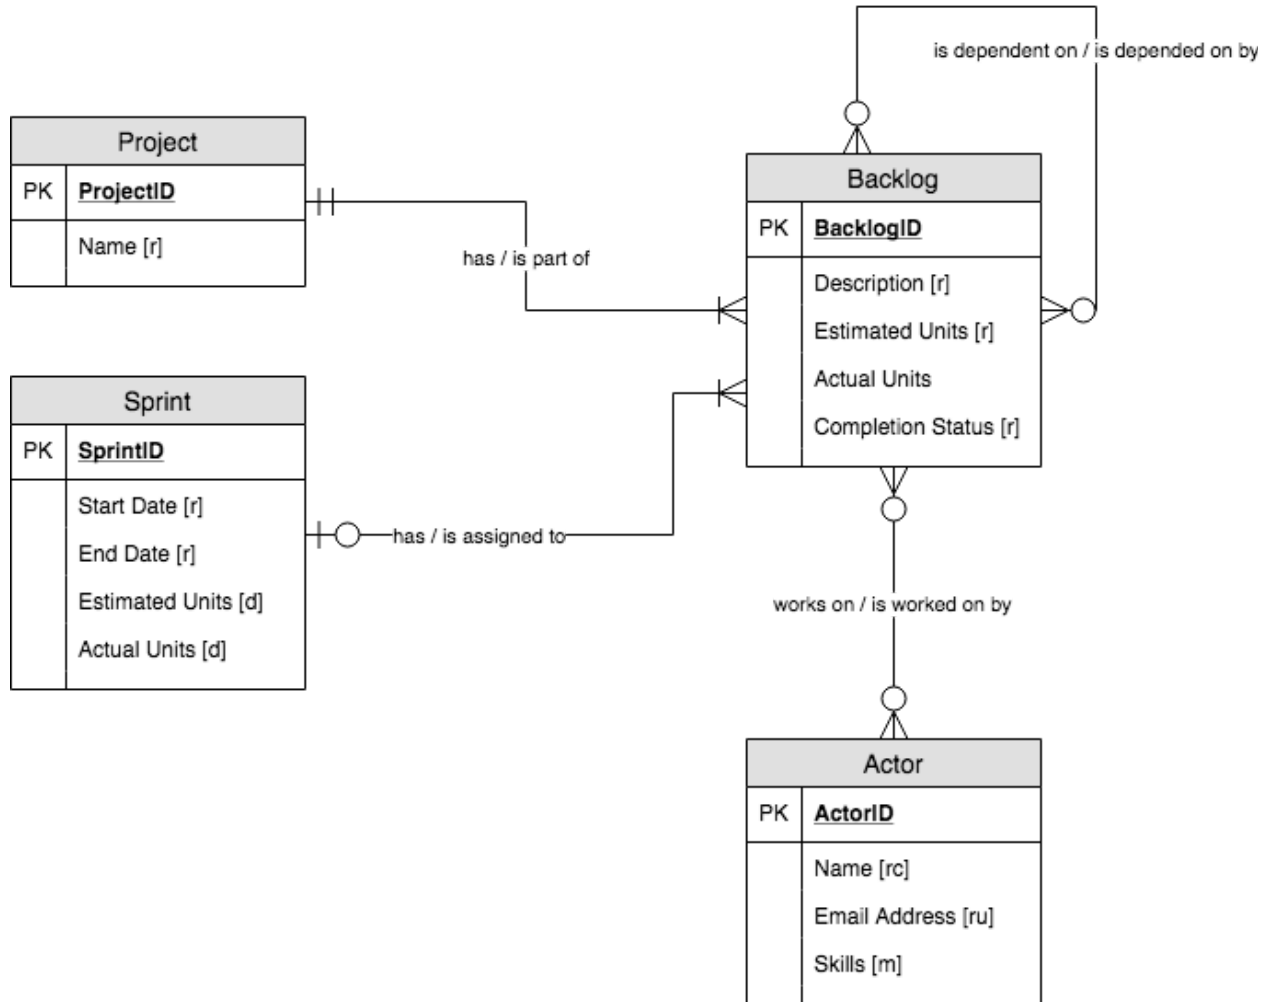 is dependent on / is depended on by
Project
PK ProjectID
Name [r]
has / is part of
Backlog
PK BacklogID
Description [r]
Estimated Units [r]
Actual Units
Completion Status [r]
Sprint
PK SprintID
Start Date [r]
End Date [r]
Estimated Units [d]
Actual Units [d]
has / is assigned to
works on / is worked on by
Actor
PK ActorID
Name [rc]
Email Address [ru]
Skills [m]